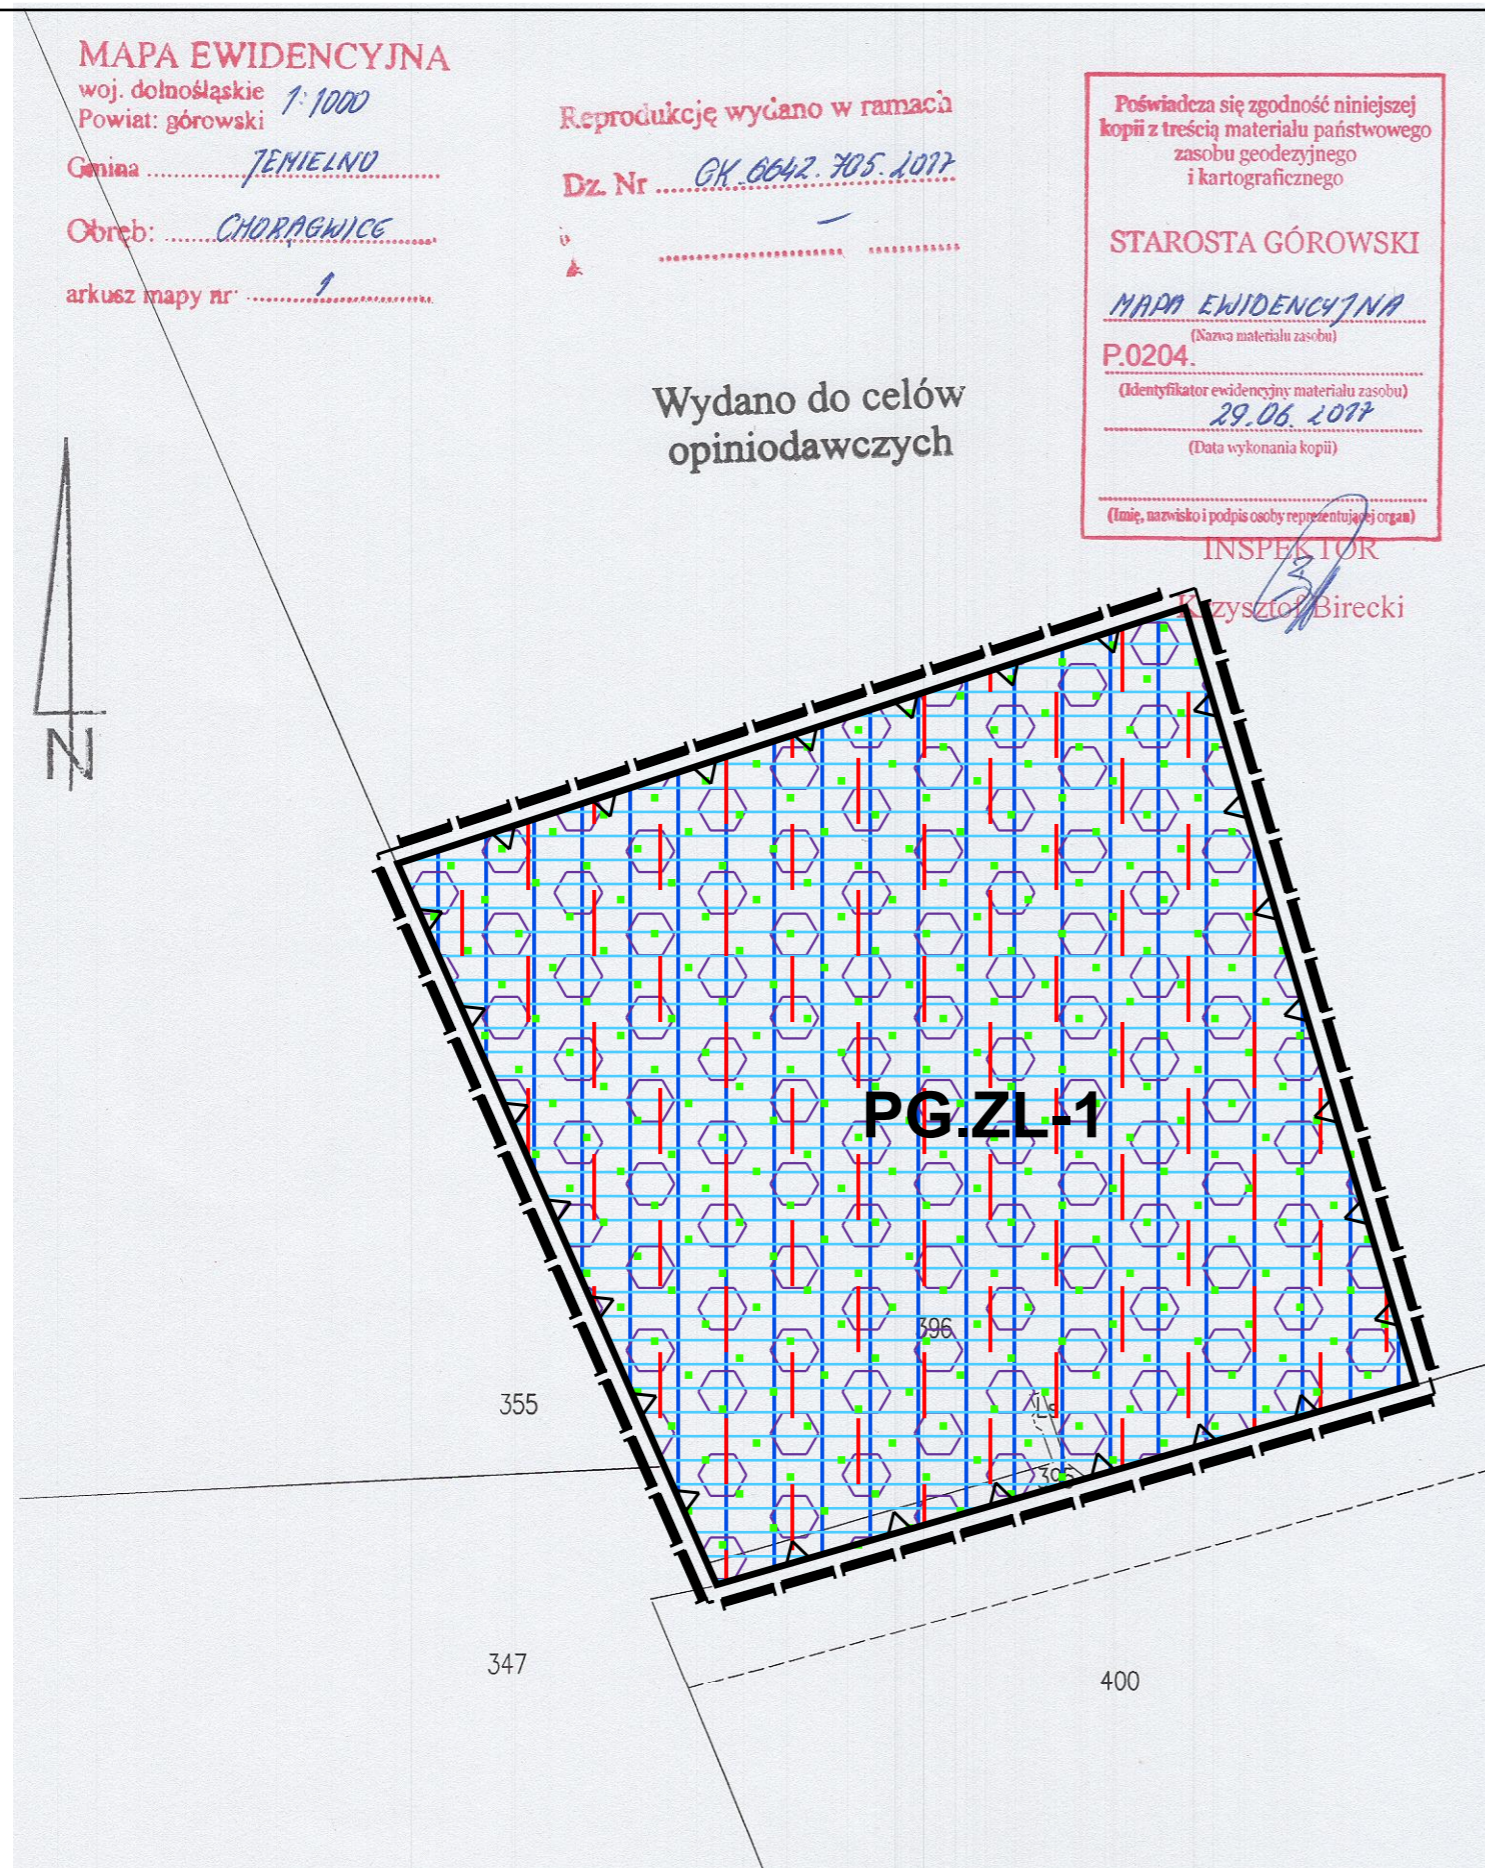 MAPA EWIDENCYJNA
woj. dolnośląskie
1:1000
Powiat: górowski
Gmina JEMIELNO
Obręb: CHORĄGWICE
arkusz mapy nr 1
Reprodukcję wydano w ramach
Dz. Nr GK.6642.705.2017
Wydano do celów
opiniodawczych
Poświadcza się zgodność niniejszej
kopii z treścią materiału państwowego
zasobu geodezyjnego
i kartograficznego
STAROSTA GÓROWSKI
MAPA EWIDENCYJNA
(Nazwa materiału zasobu)
P.0204.
(Identyfikator ewidencyjny materiału zasobu)
29.06.2017
(Data wykonania kopii)
(Imię, nazwisko i podpis osoby reprezentującej organ)
INSPEKTOR
Krzysztof Birecki
N
PG.ZL-1
396
355
Ls
347
400